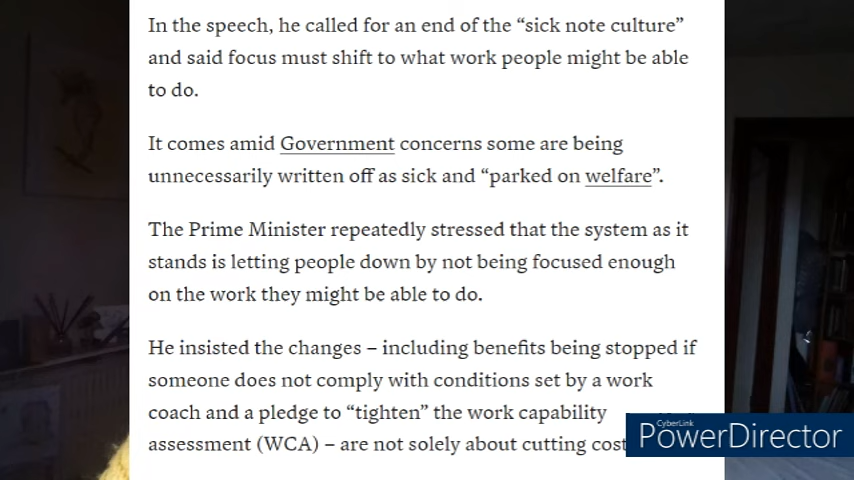 In the speech, he called for an end of the “sick note culture”
and said focus must shift to what work people might be able
to do.
It comes amid Government concerns some are being
unnecessarily written off as sick and “parked on welfare”.
The Prime Minister repeatedly stressed that the system as it
stands is letting people down by not being focused enough
on the work they might be able to do.
He insisted the changes – including benefits being stopped if
someone does not comply with conditions set by a work
coach and a pledge to “tighten” the work capability
assessment (WCA) – are not solely about cutting cost
CyberLink
PowerDirector